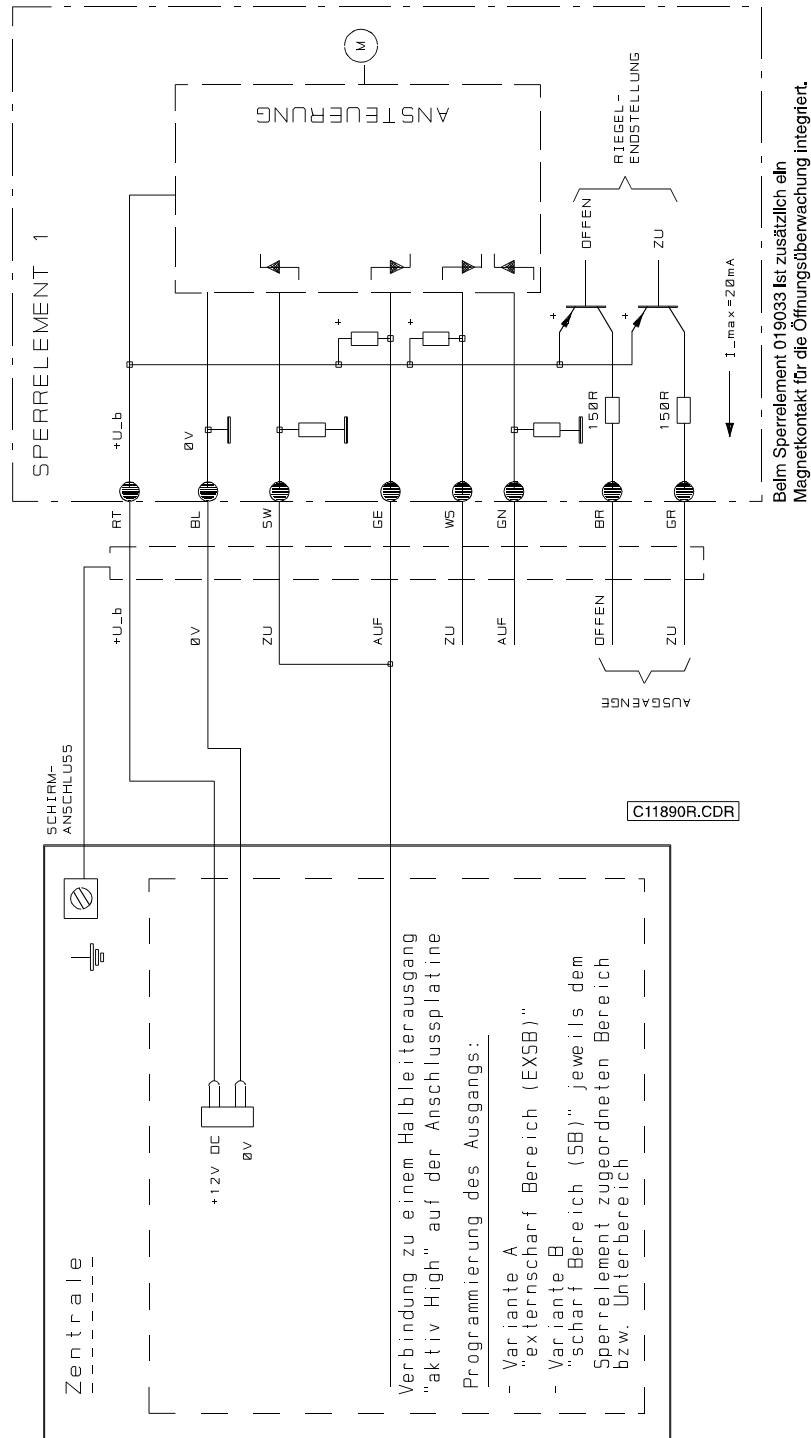 SPERRELEMENT 1
ANSTEUERUNG
M
RIEGEL-
ENDSTELLUNG
OFFEN
ZU
+U_b
0V
+
+
+
+
150R
150R
I_max=20mA
RT
BL
SW
GE
WS
GN
BR
GR
+U_b
0V
ZU
AUF
ZU
AUF
OFFEN
ZU
AUSGAENGE
SCHIRM-
ANSCHLUSS
Zentrale
+12V DC
0V
Verbindung zu einem Halbleiterausgang
"aktiv High" auf der Anschlussplatine
Programmierung des Ausgangs:
- Variante A
"externscharf Bereich (EXSB)"
- Variante B
"scharf Bereich (SB)" jeweils dem
Sperrelement zugeordneten Bereich
bzw. Unterbereich
C11890R.CDR
Beim Sperrelement 019033 ist zusätzlich ein
Magnetkontakt für die Öffnungsüberwachung integriert.